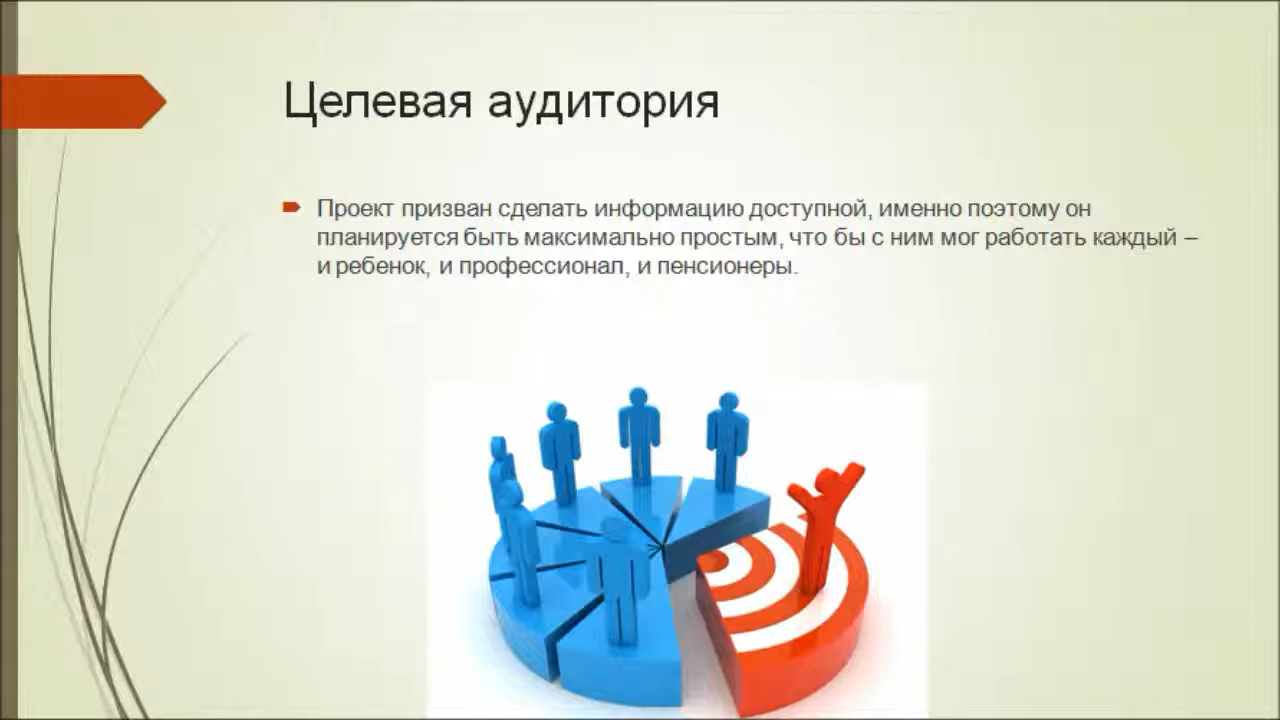 Целевая аудитория
Проект призван сделать информацию доступной, именно поэтому он
планируется быть максимально простым, что бы с ним мог работать каждый –
и ребенок, и профессионал, и пенсионеры.